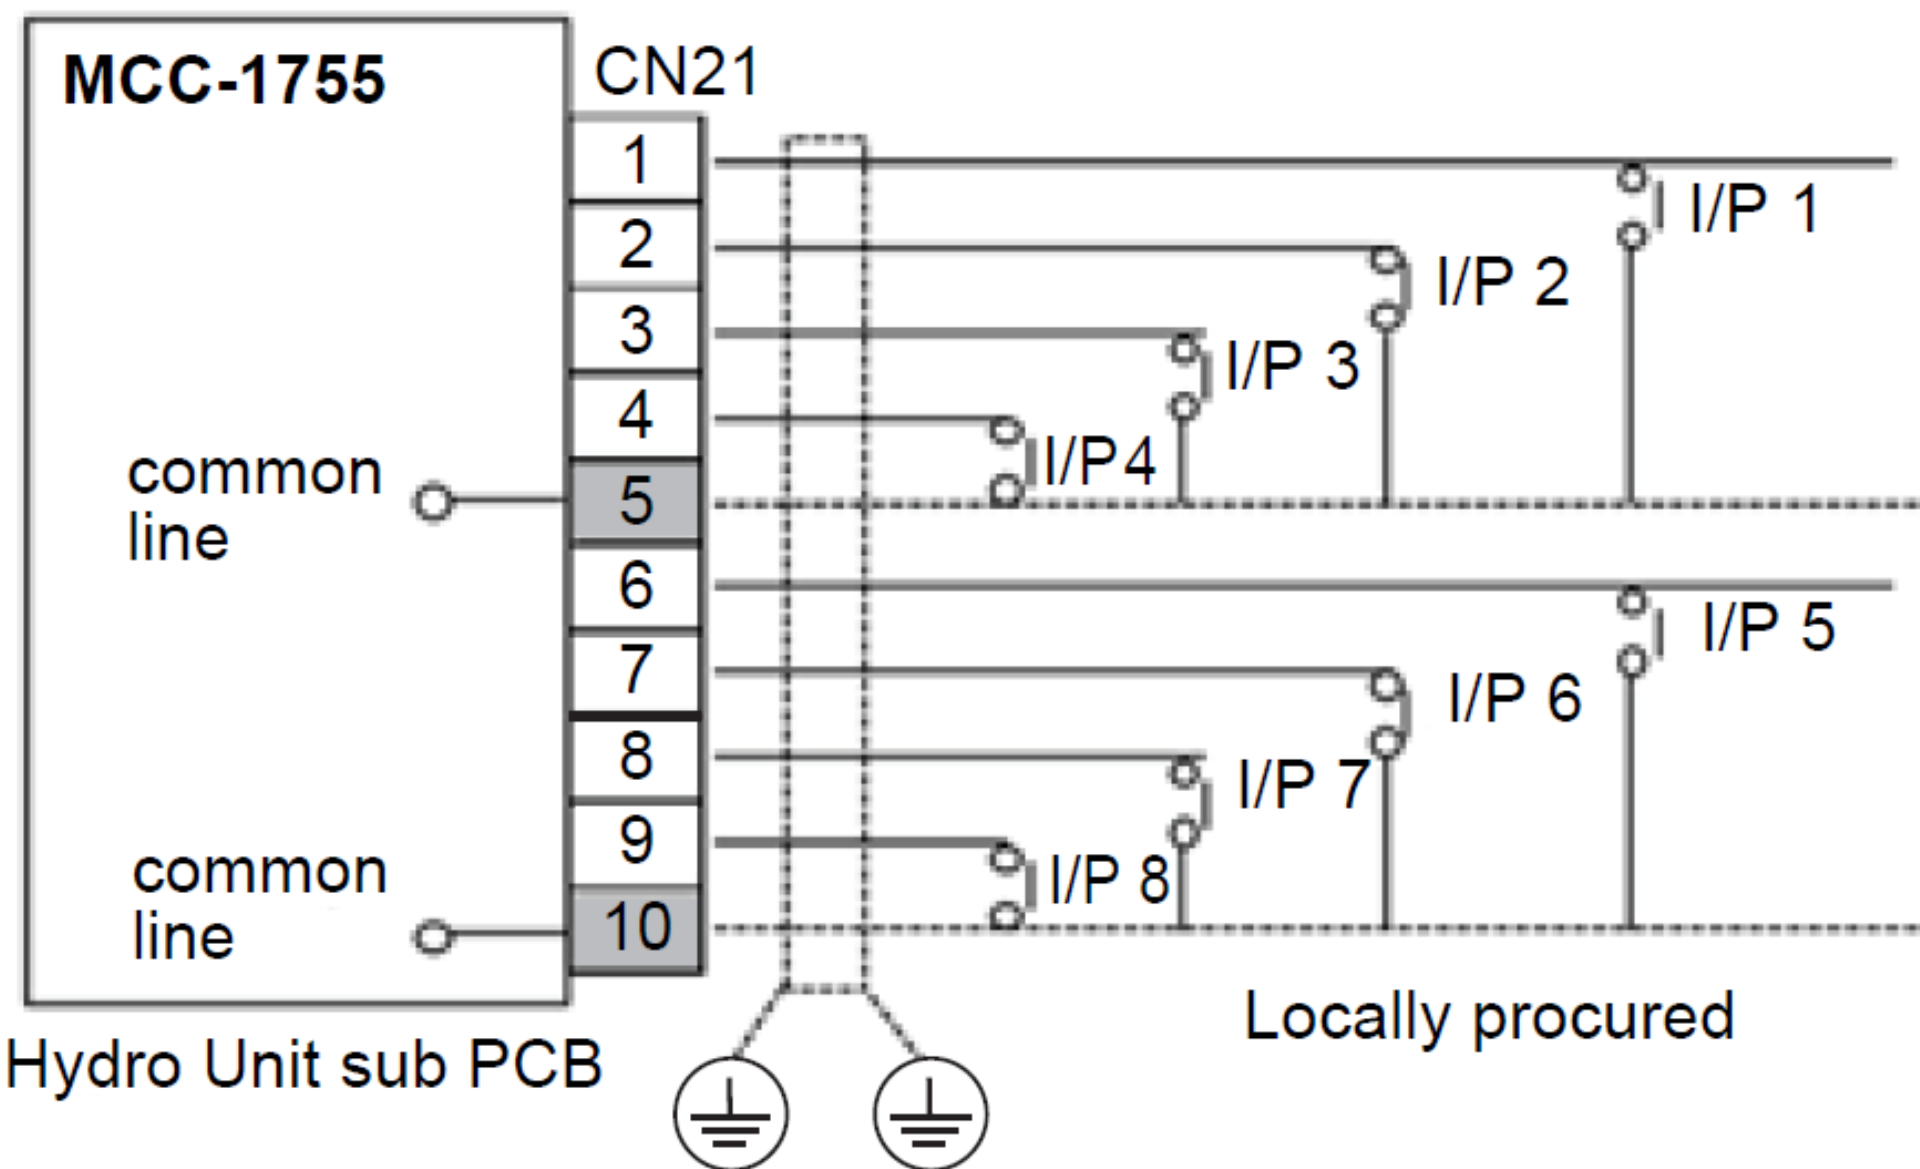 MCC-1755
CN21
1
I/P 1
2
I/P 2
3
I/P 3
4
I/P4
common
line
5
6
I/P 5
7
I/P 6
8
I/P 7
9
I/P 8
common
line
10
Locally procured
Hydro Unit sub PCB